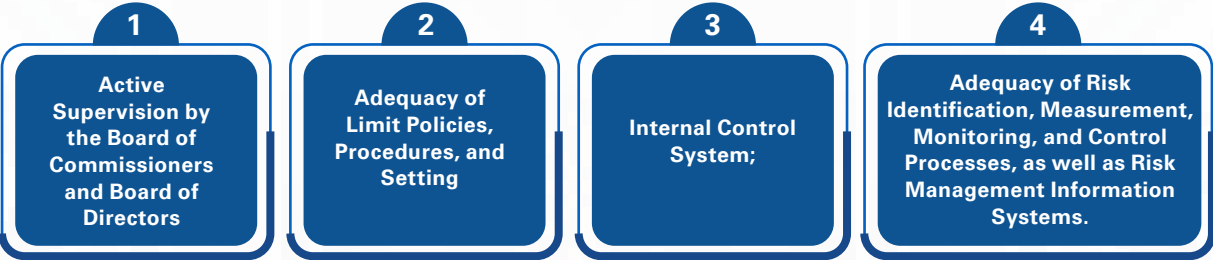 1
Active
Supervision by
the Board of
Commissioners
and Board of
Directors
2
Adequacy of
Limit Policies,
Procedures, and
Setting
3
Internal Control
System;
4
Adequacy of Risk
Identification, Measurement,
Monitoring, and Control
Processes, as well as Risk
Management Information
Systems.